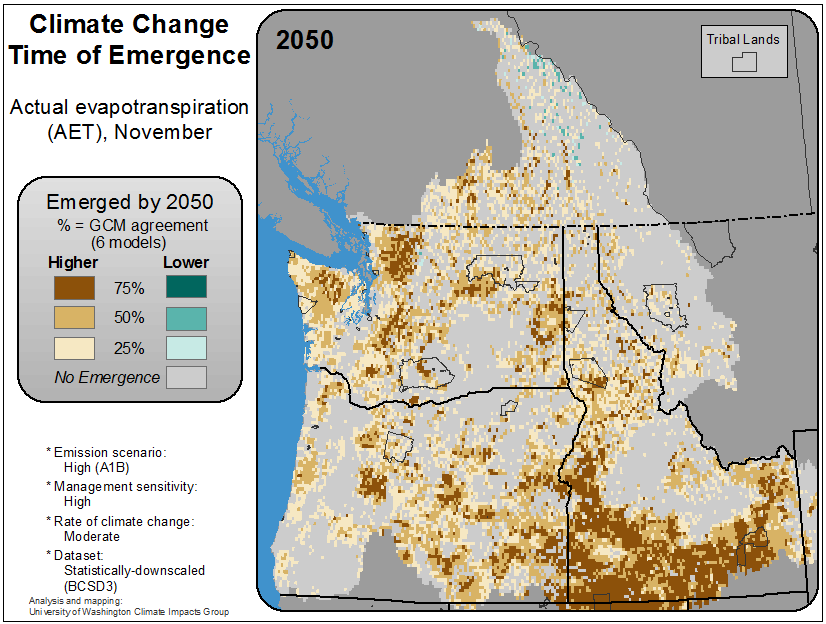 Climate Change
Time of Emergence
Actual evapotranspiration
(AET), November
Emerged by 2050
% = GCM agreement
(6 models)
Higher Lower
75%
50%
25%
No Emergence
* Emission scenario:
High (A1B)
* Management sensitivity:
High
* Rate of climate change:
Moderate
* Dataset:
Statistically-downscaled
(BCSD3)
Analysis and mapping:
University of Washington Climate Impacts Group
2050
Tribal Lands